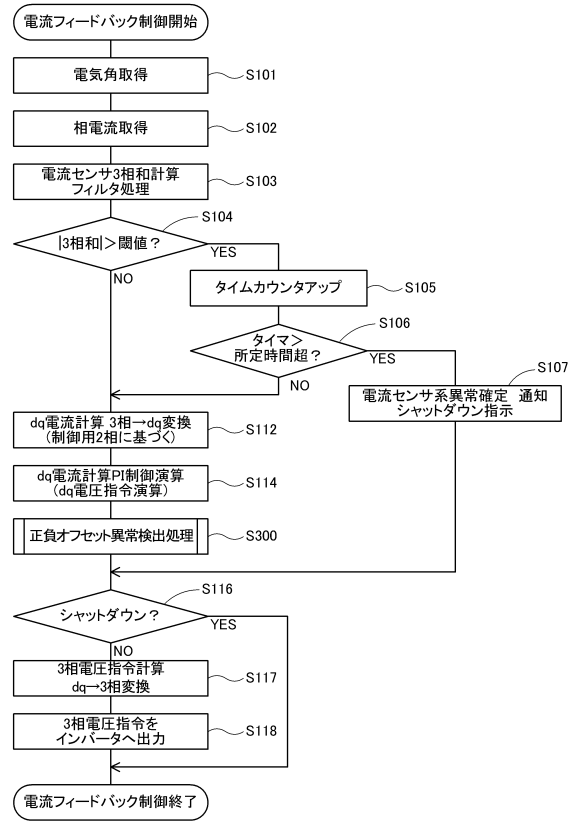 電流フィードバック制御開始
電気角取得
S101
相電流取得
S102
電流センサ3相和計算
フィルタ処理
S103
S104
|3相和|＞閾値？
YES
NO
タイムカウンタアップ
S105
S106
タイマ＞
所定時間超？
YES
NO
S107
電流センサ系異常確定　通知
シャットダウン指示
dq電流計算 3相→dq変換
(制御用2相に基づく)
S112
dq電流計算PI制御演算
(dq電圧指令演算)
S114
正負オフセット異常検出処理
S300
S116
シャットダウン？
YES
NO
3相電圧指令計算
dq→3相変換
S117
3相電圧指令を
インバータへ出力
S118
電流フィードバック制御終了